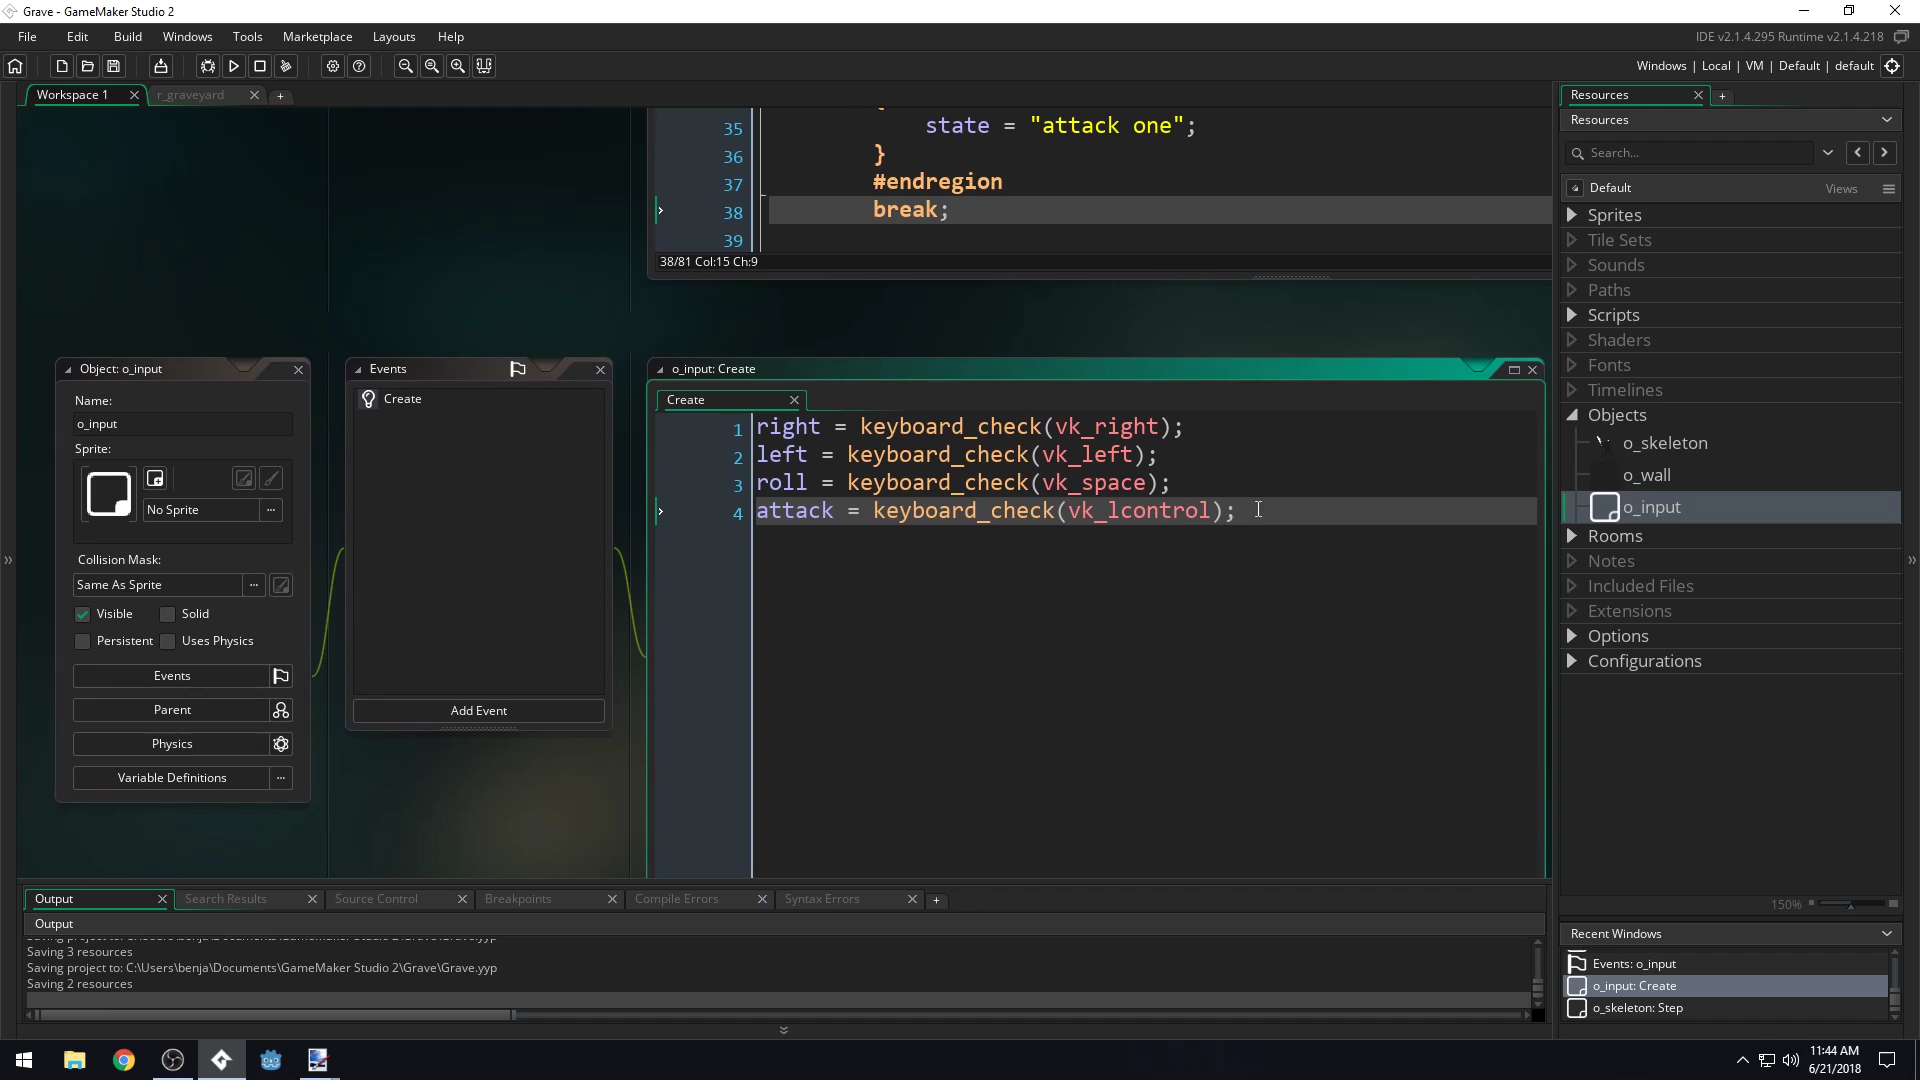 Grave - GameMaker Studio 2
File Edit Build Windows Tools Marketplace Layouts Help
IDE v2.1.4.295 Runtime v2.1.4.218
Windows | Local | VM | Default | default
Workspace 1
r_graveyard
35 state = "attack one";
36 }
37 #endregion
38 break;
39
38/81 Col:15 Ch:9
Object: o_input
Name:
o_input
Sprite:
No Sprite
Collision Mask:
Same As Sprite
Visible Solid
Persistent Uses Physics
Events
Parent
Physics
Variable Definitions
Events
Create
Add Event
o_input: Create
Create
1 right = keyboard_check(vk_right);
2 left = keyboard_check(vk_left);
3 roll = keyboard_check(vk_space);
4 attack = keyboard_check(vk_lcontrol);
Resources
Resources
Search...
Default Views
Sprites
Tile Sets
Sounds
Paths
Scripts
Shaders
Fonts
Timelines
Objects
o_skeleton
o_wall
o_input
Rooms
Notes
Included Files
Extensions
Options
Configurations
150%
Recent Windows
Events: o_input
o_input: Create
o_skeleton: Step
Output Search Results Source Control Breakpoints Compile Errors Syntax Errors
Output
Saving 3 resources
Saving project to: C:\Users\benja\Documents\GameMaker Studio 2\Grave\Grave.yyp
Saving 2 resources
11:44 AM
6/21/2018